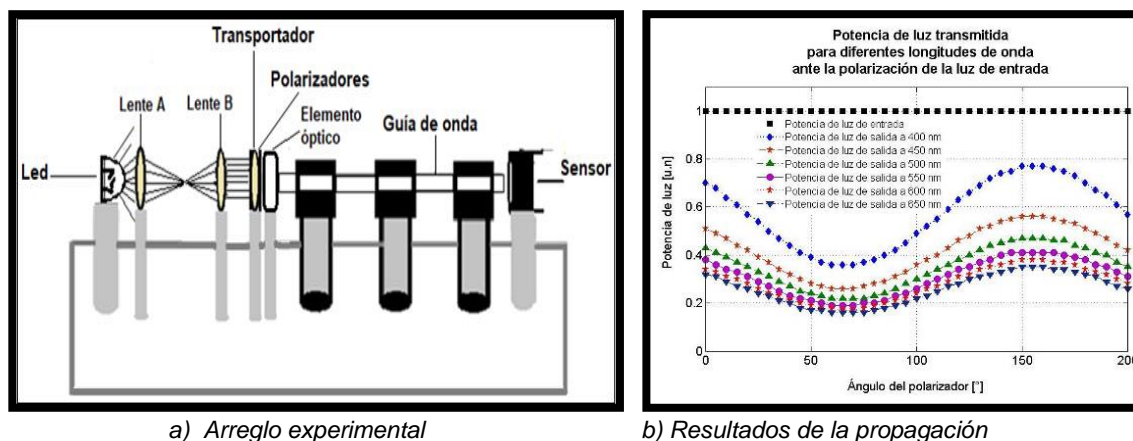 Transportador
Polarizadores
Lente A
Lente B
Elemento
óptico
Guía de onda
Led
Sensor
a) Arreglo experimental
Potencia de luz transmitida
para diferentes longitudes de onda
ante la polarización de la luz de entrada
Potencia de luz de entrada
Potencia de luz de salida a 400 nm
Potencia de luz de salida a 450 nm
Potencia de luz de salida a 500 nm
Potencia de luz de salida a 550 nm
Potencia de luz de salida a 600 nm
Potencia de luz de salida a 650 nm
Potencia de luz [u.n]
1
0.8
0.6
0.4
0.2
0
0 50 100 150 200
Ángulo del polarizador [°]
b) Resultados de la propagación